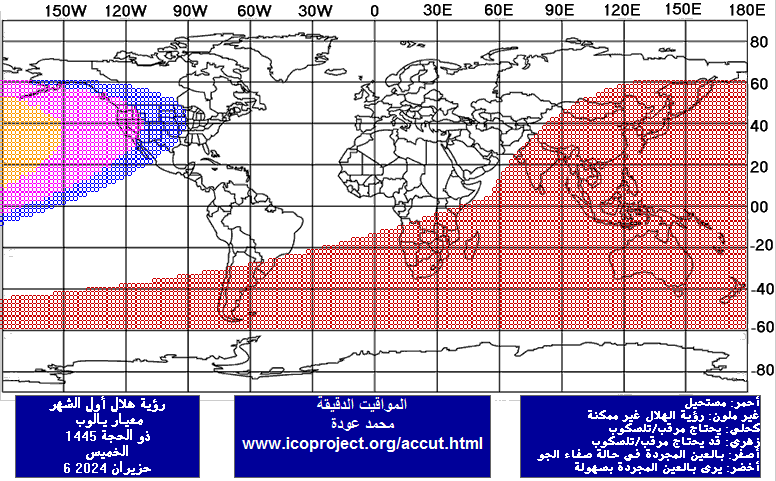 150W 120W 90W 60W 30W 0 30E 60E 90E 120E 150E 180E
80
60
40
20
00
-20
-40
-60
-80
رؤية هلال أول الشهر
معيار يالوب
ذو الحجة 1445
الخميس
6 حزيران 2024
المواقيت الدقيقة
محمد عودة
www.icoproject.org/accut.html
أحمر: مستحيل
غير ملون: رؤية الهلال غير ممكنة
كحلي: يحتاج مرقب/تلسكوب
زهري: قد يحتاج مرقب/تلسكوب
أصفر: بالعين المجردة في حالة صفاء الجو
أخضر: يرى بالعين المجردة بسهولة